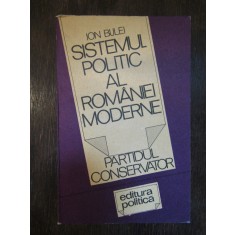 ION BULEI
SISTEMUL
POLITIC AL
ROMÂNIEI
MODERNE
PARTIDUL
CONSERVATOR
editura
politică